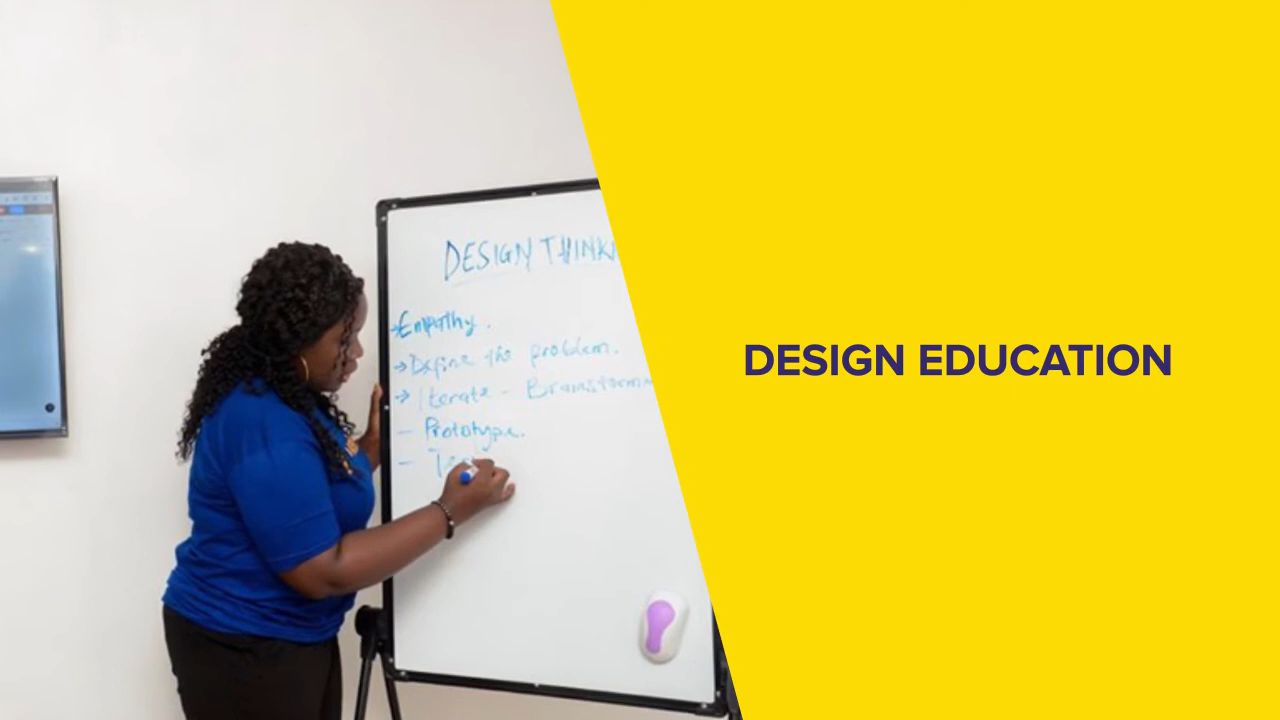 DESIGN THINK
→Empathy.
→Define the problem.
→Iterate - Brainstorm
- Prototype.
DESIGN EDUCATION